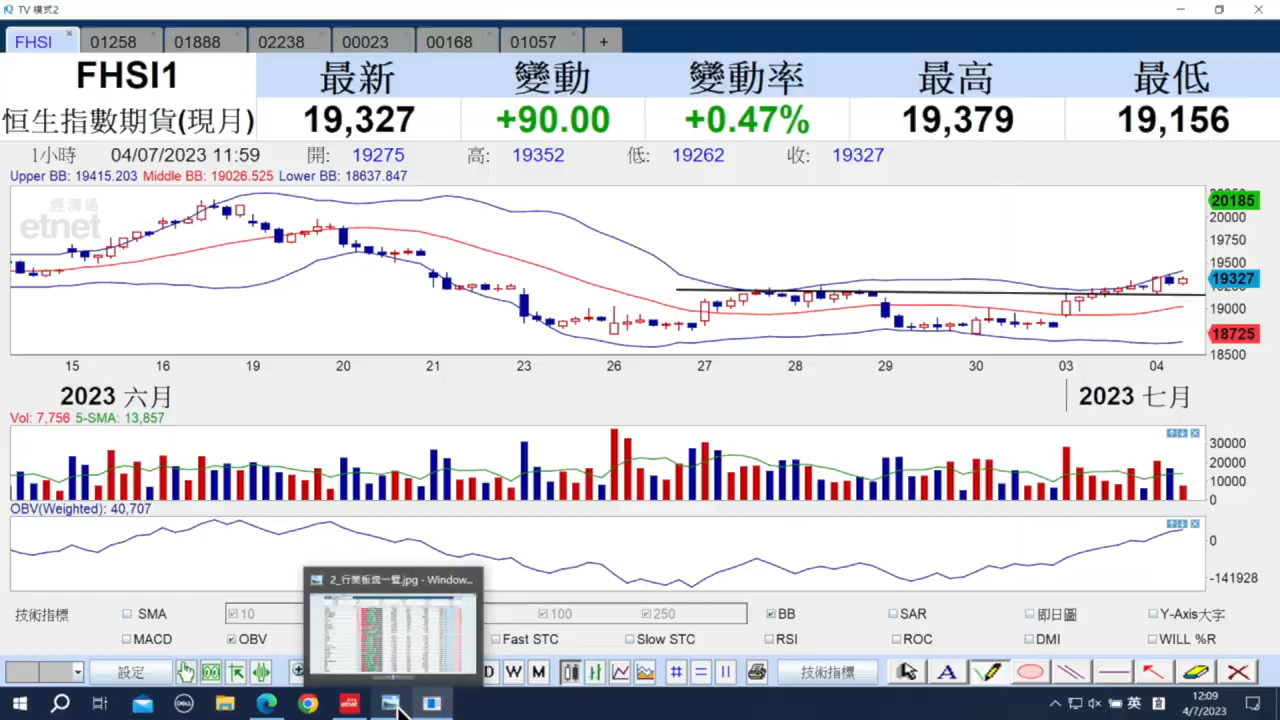 TV 模式2
FHSI 01258 01888 02238 00023 00168 01057 +
FHSI1 最新 變動 變動率 最高 最低
恒生指數期貨(現月) 19,327 +90.00 +0.47% 19,379 19,156
1小時 04/07/2023 11:59 開: 19275 高: 19352 低: 19262 收: 19327
Upper BB: 19415.203 Middle BB: 19026.525 Lower BB: 18637.847
經濟通
etnet
20185
20000
19750
19500
19327
19000
18725
18500
15 16 19 20 21 23 26 27 28 29 30 03 04
2023 六月 2023 七月
Vol: 7,756 5-SMA: 13,857
30000
20000
10000
0
OBV(Weighted): 40,707
0
-141928
2_行業板塊一覽.jpg - Window...
技術指標 SMA 10 100 250 BB SAR 即日圖 Y-Axis大字
MACD OBV Fast STC Slow STC RSI ROC DMI WILL %R
設定 D W M 技術指標 A
DELL etnet 英 12:09
4/7/2023